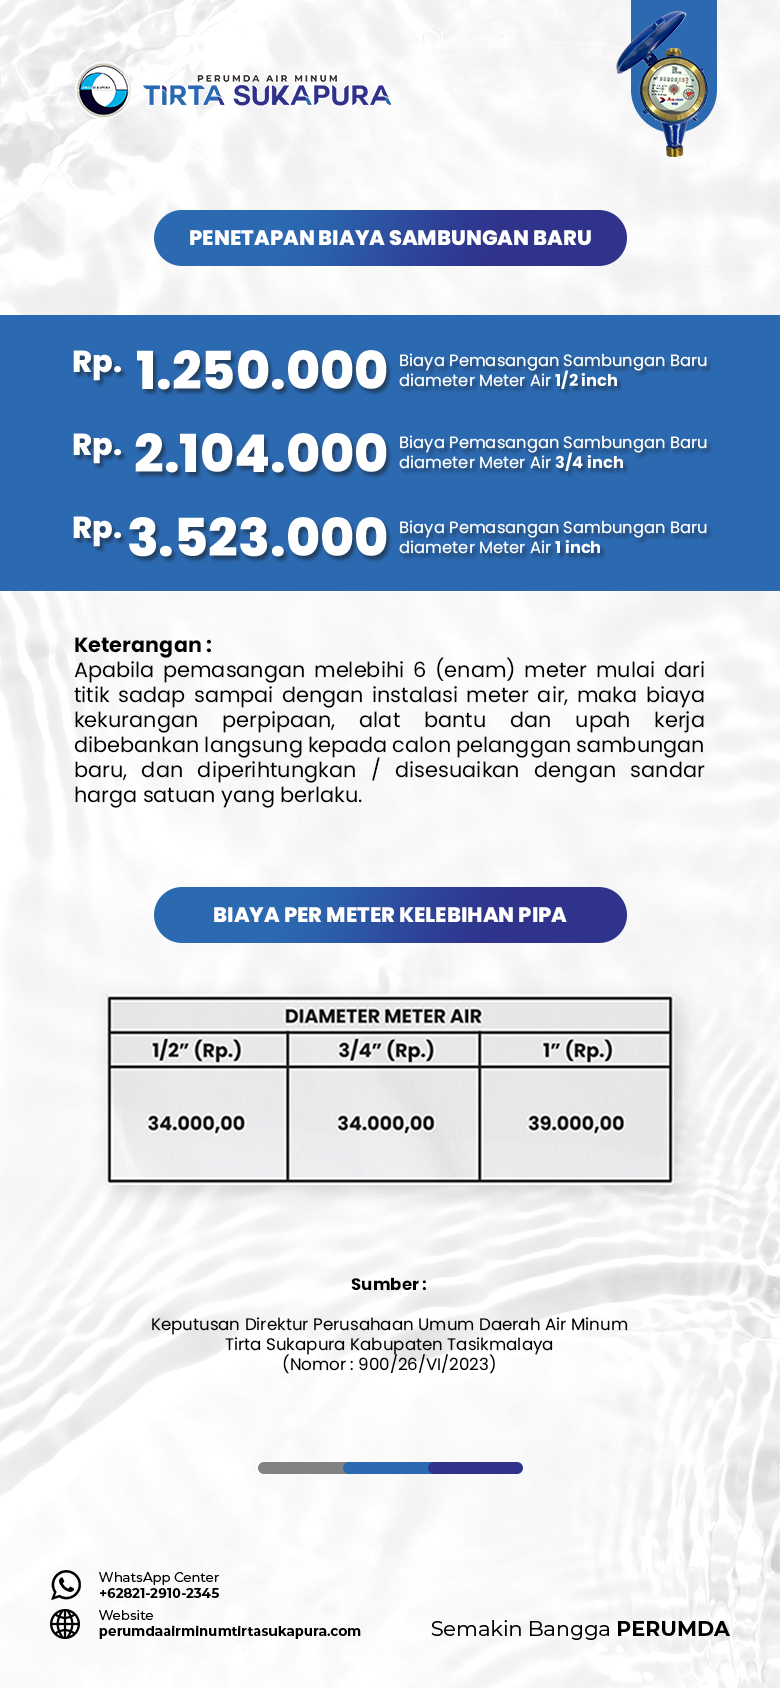 PERUMDA AIR MINUM
TIRTA SUKAPURA
PENETAPAN BIAYA SAMBUNGAN BARU
Rp. 1.250.000 Biaya Pemasangan Sambungan Baru
diameter Meter Air 1/2 inch
Rp. 2.104.000 Biaya Pemasangan Sambungan Baru
diameter Meter Air 3/4 inch
Rp. 3.523.000 Biaya Pemasangan Sambungan Baru
diameter Meter Air 1 inch
Keterangan :
Apabila pemasangan melebihi 6 (enam) meter mulai dari
titik sadap sampai dengan instalasi meter air, maka biaya
kekurangan perpipaan, alat bantu dan upah kerja
dibebankan langsung kepada calon pelanggan sambungan
baru, dan diperihtungkan / disesuaikan dengan sandar
harga satuan yang berlaku.
BIAYA PER METER KELEBIHAN PIPA
DIAMETER METER AIR
1/2” (Rp.) 3/4” (Rp.) 1” (Rp.)
34.000,00 34.000,00 39.000,00
Sumber :
Keputusan Direktur Perusahaan Umum Daerah Air Minum
Tirta Sukapura Kabupaten Tasikmalaya
(Nomor : 900/26/VI/2023)
WhatsApp Center
+62821-2910-2345
Website
perumdaairminumtirtasukapura.com
Semakin Bangga PERUMDA